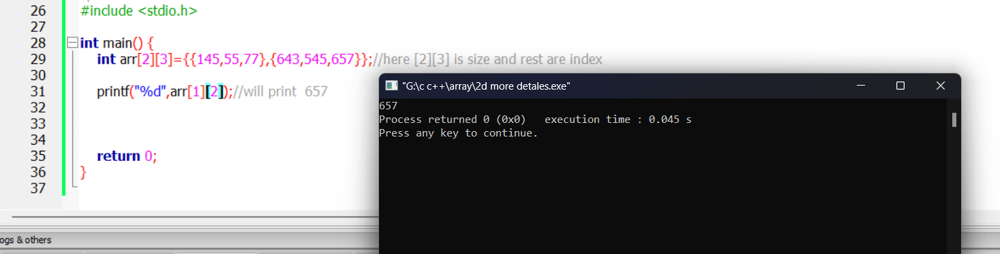 26 #include <stdio.h>
27
28 int main() {
29 int arr[2][3]={{145,55,77},{643,545,657}};//here [2][3] is size and rest are index
30
31 printf("%d",arr[1][2]);//will print 657
32
33
34
35 return 0;
36 }
37
"G:\c c++\array\2d more detales.exe"
657
Process returned 0 (0x0) execution time : 0.045 s
Press any key to continue.
ogs & others